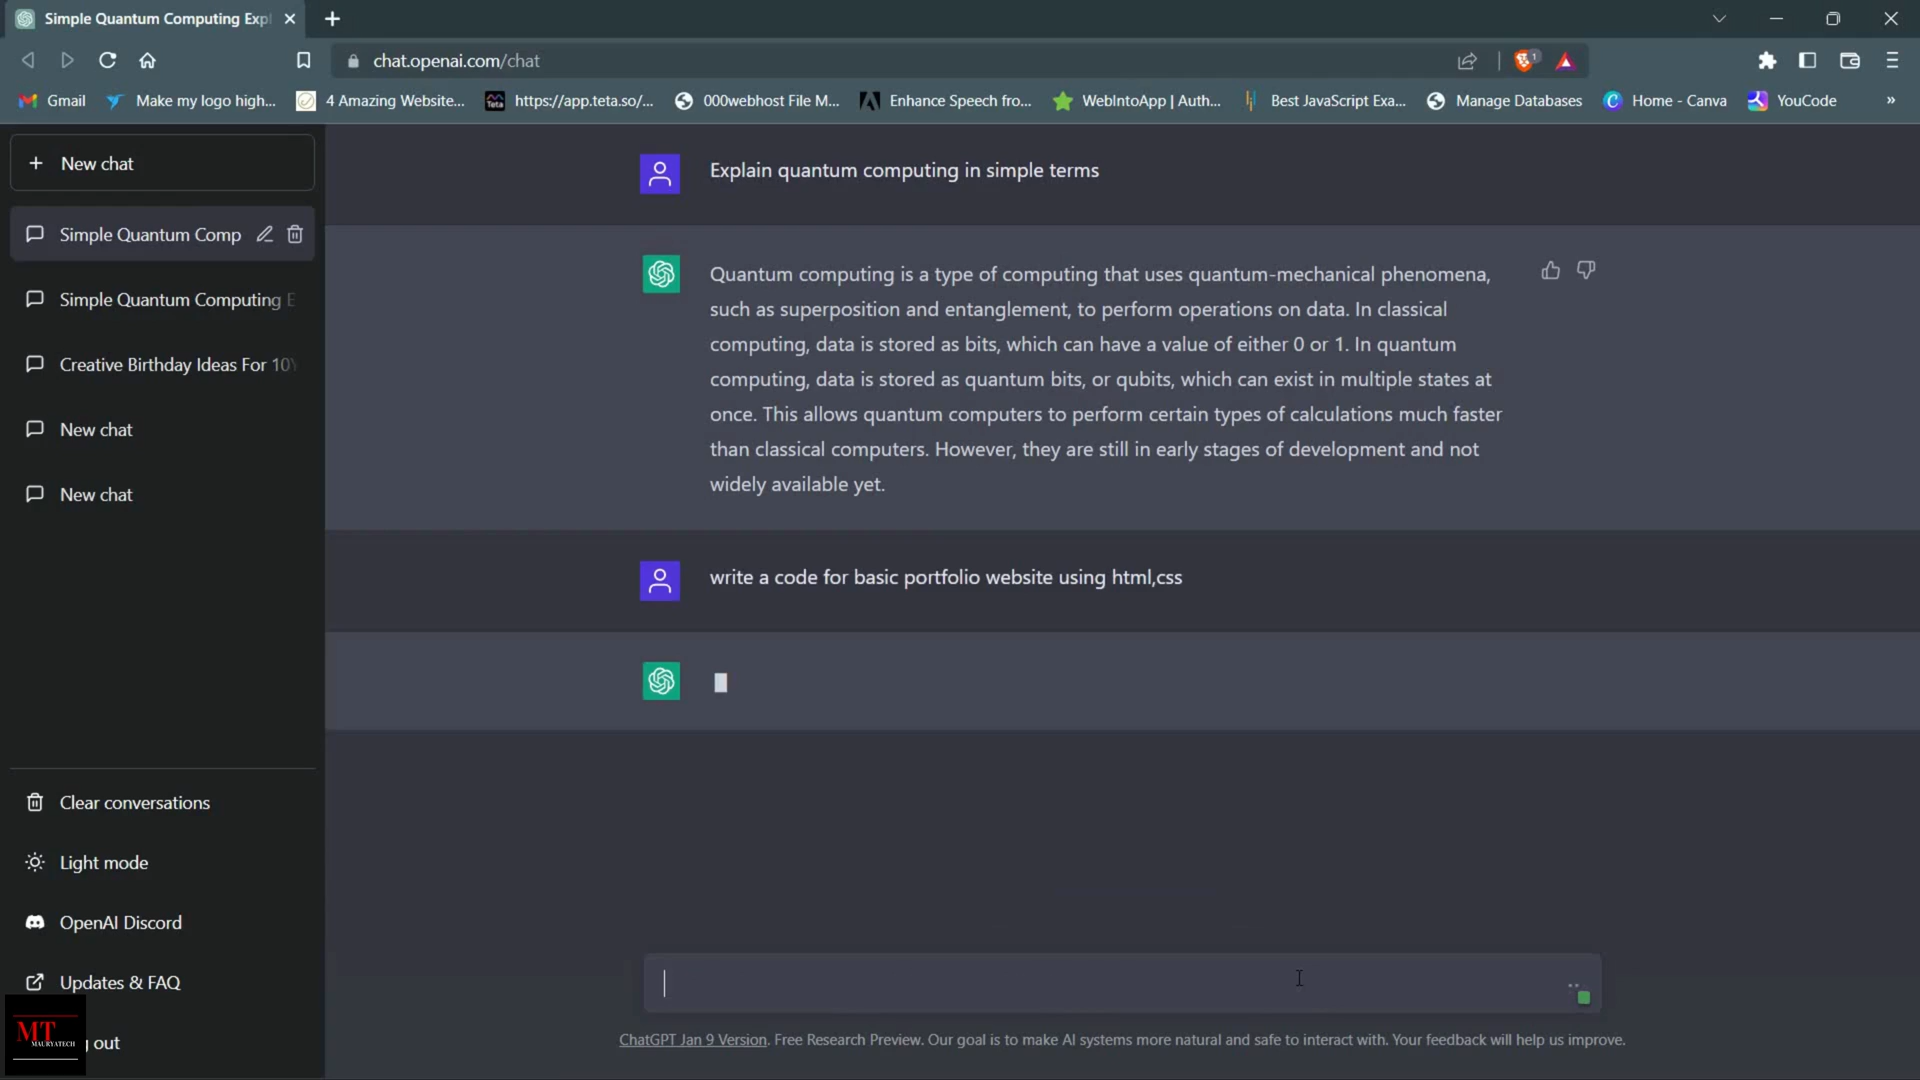 Simple Quantum Computing Exp
chat.openai.com/chat
1
Gmail
Make my logo high...
4 Amazing Website...
Teta
https://app.teta.so/...
000webhost File M...
Enhance Speech fro...
WebIntoApp | Auth...
Best JavaScript Exa...
Manage Databases
Home - Canva
YouCode
»
New chat
Simple Quantum Comp
Simple Quantum Computing E
Creative Birthday Ideas For 10Y
New chat
New chat
Clear conversations
Light mode
OpenAI Discord
Updates & FAQ
out
MT
MAURYATECH
Explain quantum computing in simple terms
Quantum computing is a type of computing that uses quantum-mechanical phenomena,
such as superposition and entanglement, to perform operations on data. In classical
computing, data is stored as bits, which can have a value of either 0 or 1. In quantum
computing, data is stored as quantum bits, or qubits, which can exist in multiple states at
once. This allows quantum computers to perform certain types of calculations much faster
than classical computers. However, they are still in early stages of development and not
widely available yet.
write a code for basic portfolio website using html,css
ChatGPT Jan 9 Version. Free Research Preview. Our goal is to make AI systems more natural and safe to interact with. Your feedback will help us improve.